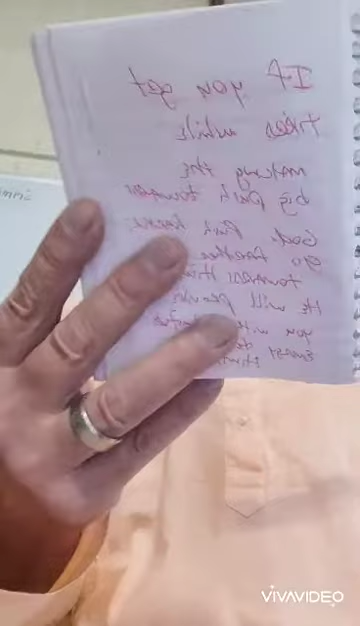 If you get
tired while
making the
big push towards
God. Push harder
go further
towards Him
He will provide
you with
Energy
VIVAVIDEO